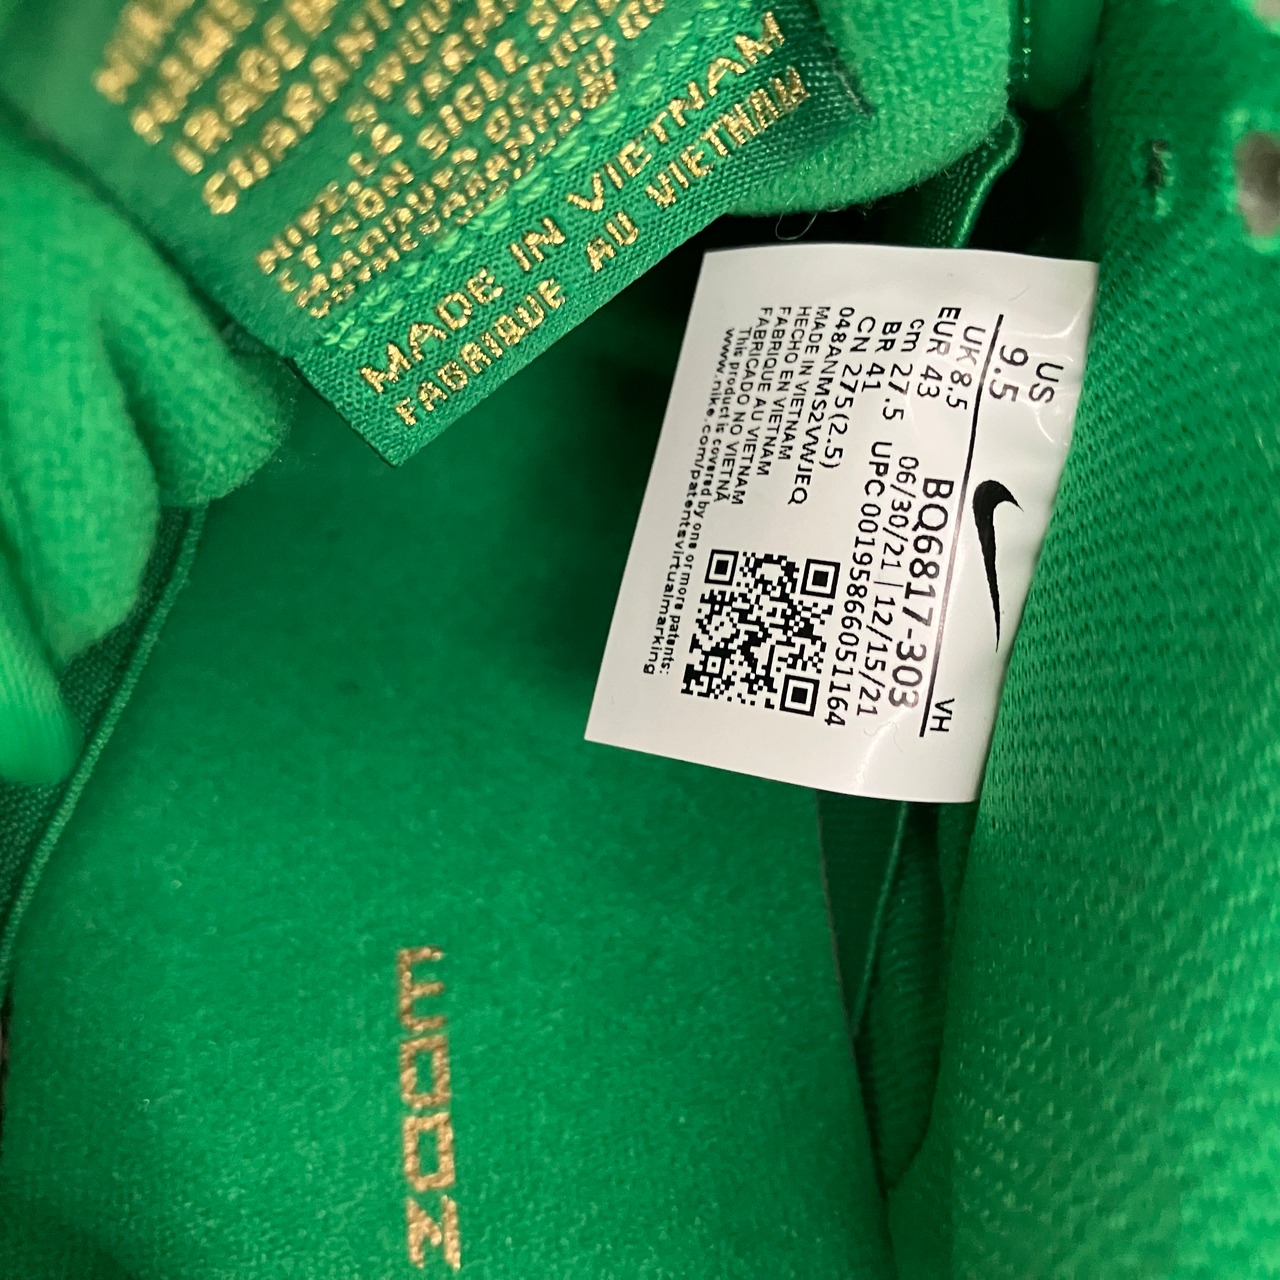 MADE IN VIETNAM
FABRIQUE AU VIETNAM
US
9.5
UK 8.5
EUR 43
cm 27.5
BR 41
CN 275(2.5)
VH
BQ6817-303
06/30/21 | 12/15/21
UPC 00195866051164
048ANMS2VWJEQ
MADE IN VIETNAM
HECHO EN VIETNAM
FABRIQUE AU VIETNAM
FABRICADO NO VIETNÃ
This product is covered by one or more patents:
www.nike.com/patentsvirtualmarking
ZOOM